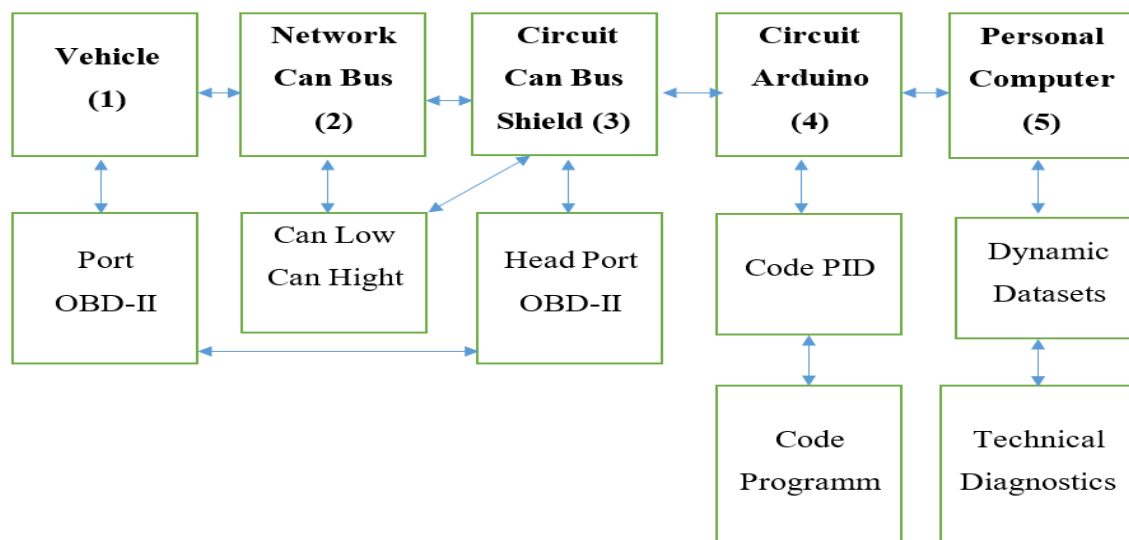 Vehicle
(1)
Network
Can Bus
(2)
Circuit
Can Bus
Shield (3)
Circuit
Arduino
(4)
Personal
Computer
(5)
Port
OBD-II
Can Low
Can Hight
Head Port
OBD-II
Code PID
Dynamic
Datasets
Code
Programm
Technical
Diagnostics